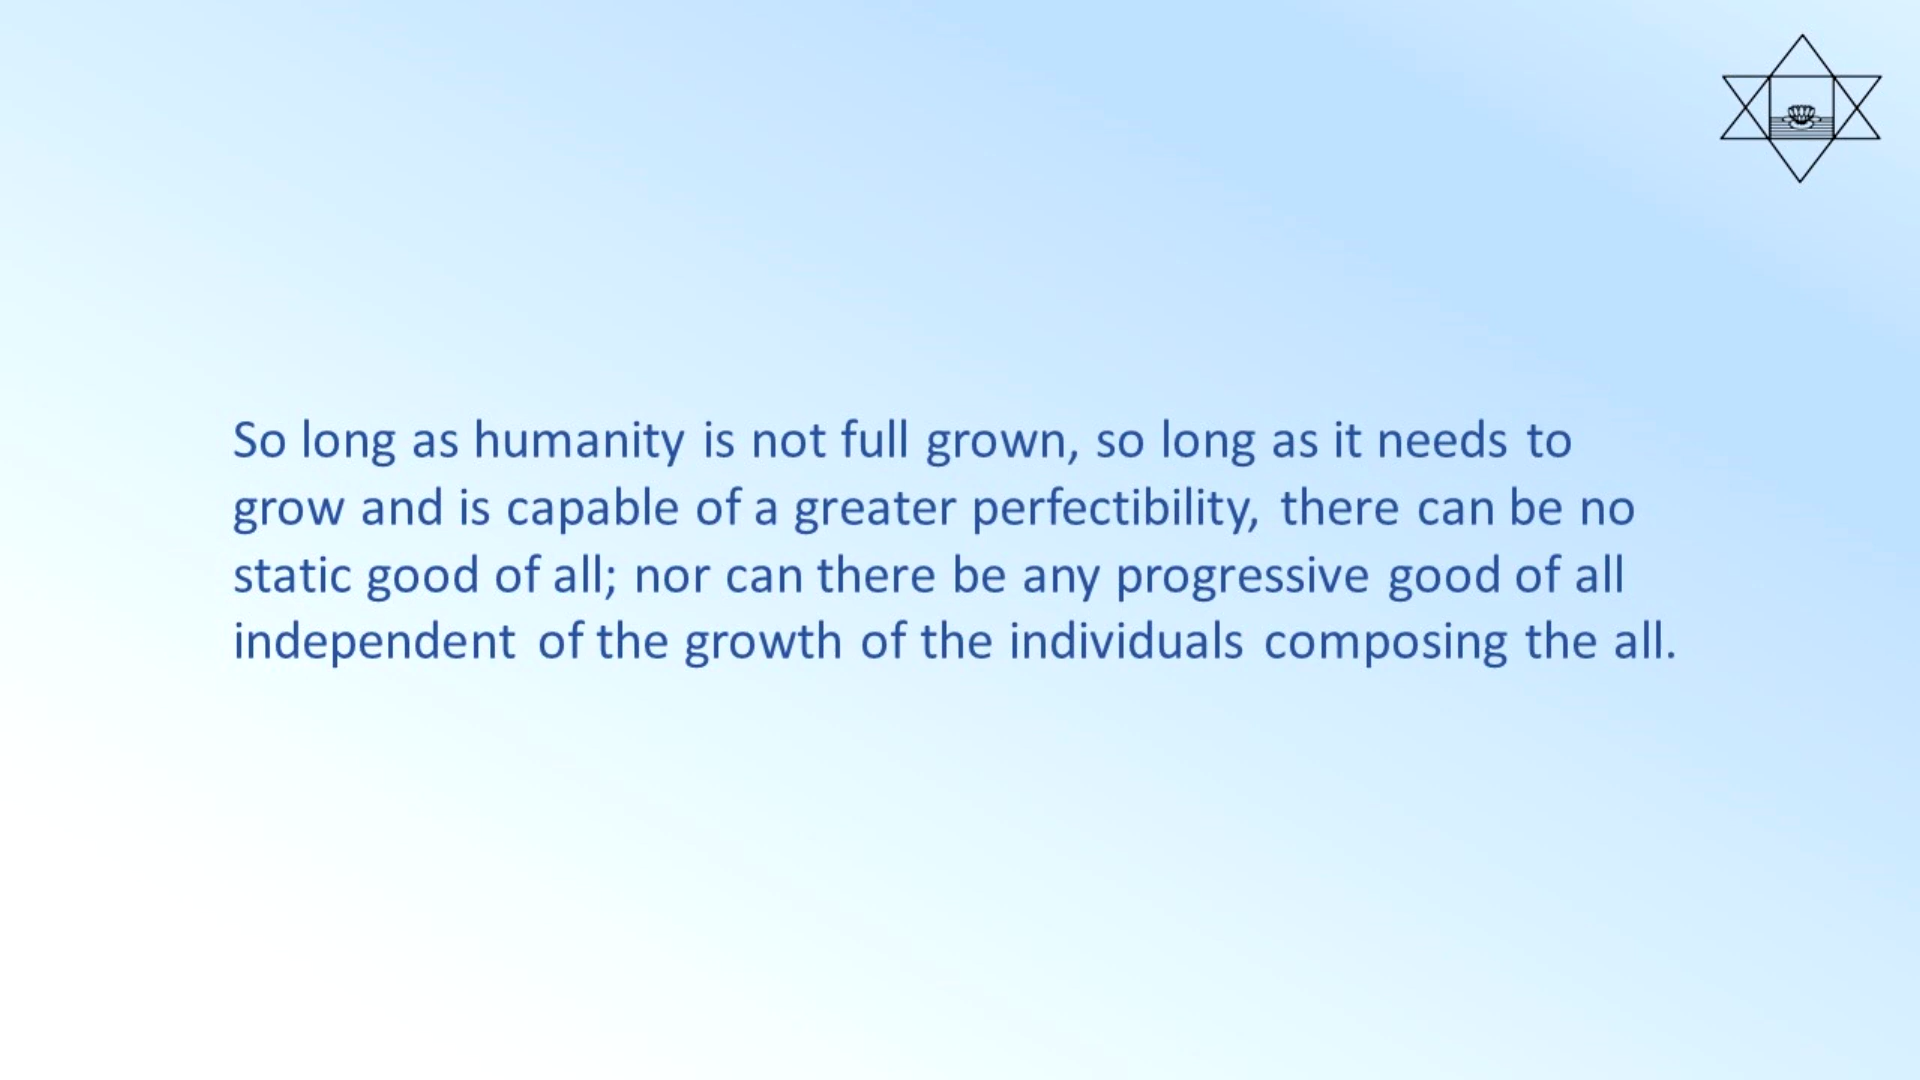 So long as humanity is not full grown, so long as it needs to
grow and is capable of a greater perfectibility, there can be no
static good of all; nor can there be any progressive good of all
independent of the growth of the individuals composing the all.